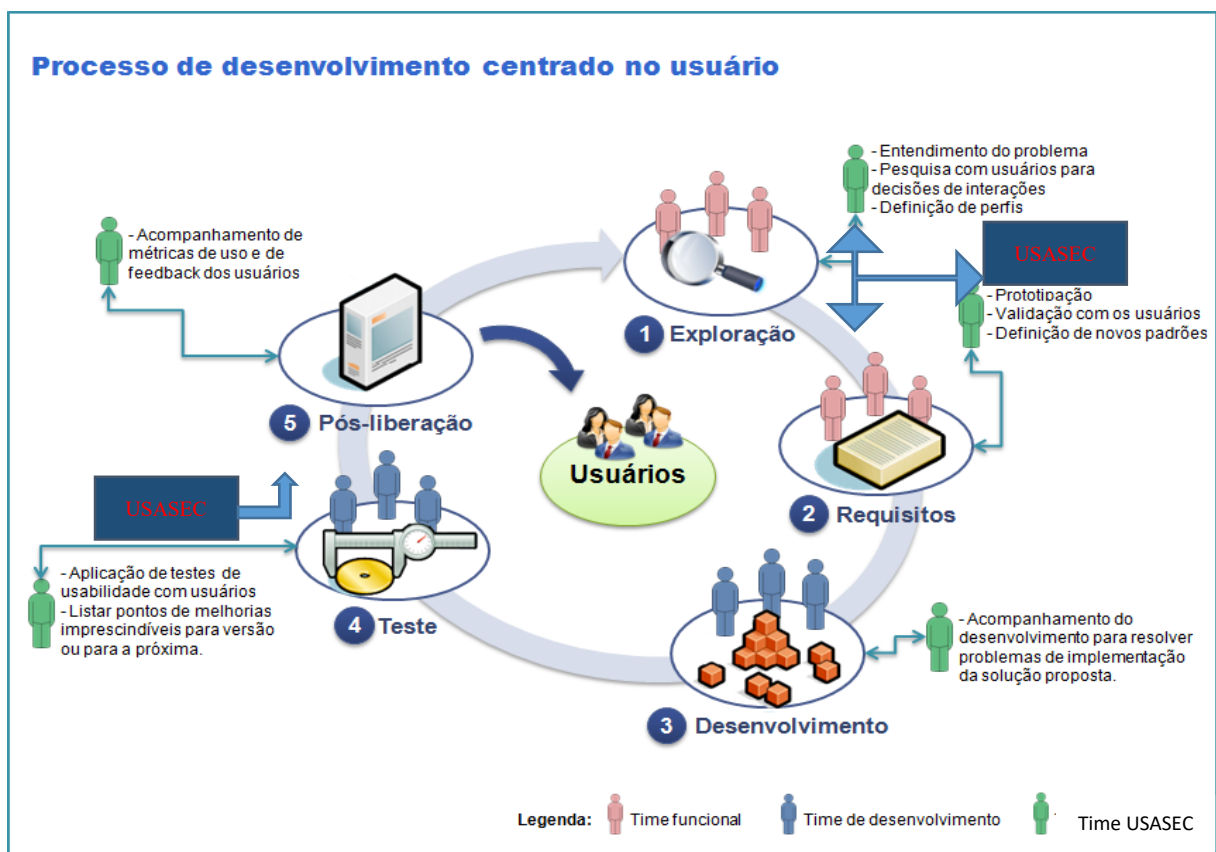 Processo de desenvolvimento centrado no usuário
- Entendimento do problema
- Pesquisa com usuários para
decisões de interações
- Definição de perfis
USASEC
- Prototipação
- Validação com os usuários
- Definição de novos padrões
- Acompanhamento de
métricas de uso e de
feedback dos usuários
1 Exploração
5 Pós-liberação
Usuários
2 Requisitos
USASEC
- Aplicação de testes de
usabilidade com usuários
- Listar pontos de melhorias
imprescindíveis para versão
ou para a próxima.
4 Teste
- Acompanhamento do
desenvolvimento para resolver
problemas de implementação
da solução proposta.
3 Desenvolvimento
Legenda: Time funcional Time de desenvolvimento Time USASEC